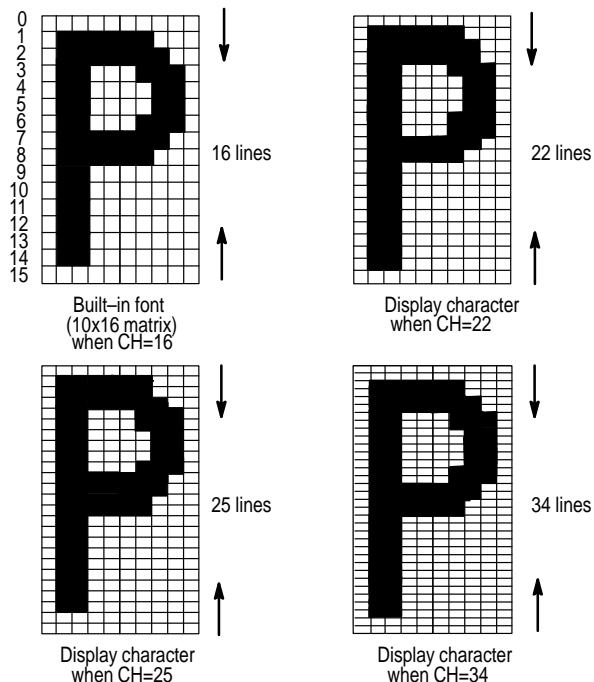 0
1
2
3
4
5
6
7
8
9
10
11
12
13
14
15
16 lines
22 lines
Built–in font
(10x16 matrix)
when CH=16
Display character
when CH=22
25 lines
34 lines
Display character
when CH=25
Display character
when CH=34